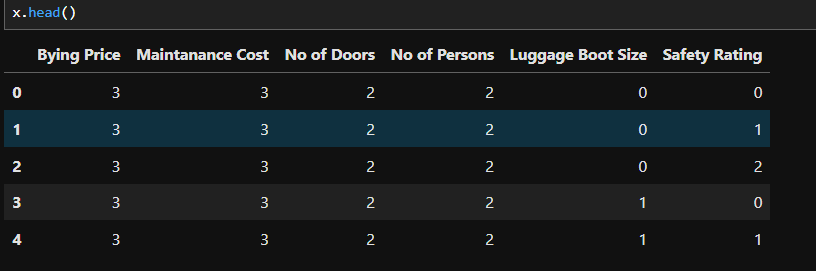 x.head()
Bying Price Maintanance Cost No of Doors No of Persons Luggage Boot Size Safety Rating
0 3 3 2 2 0 0
1 3 3 2 2 0 1
2 3 3 2 2 0 2
3 3 3 2 2 1 0
4 3 3 2 2 1 1